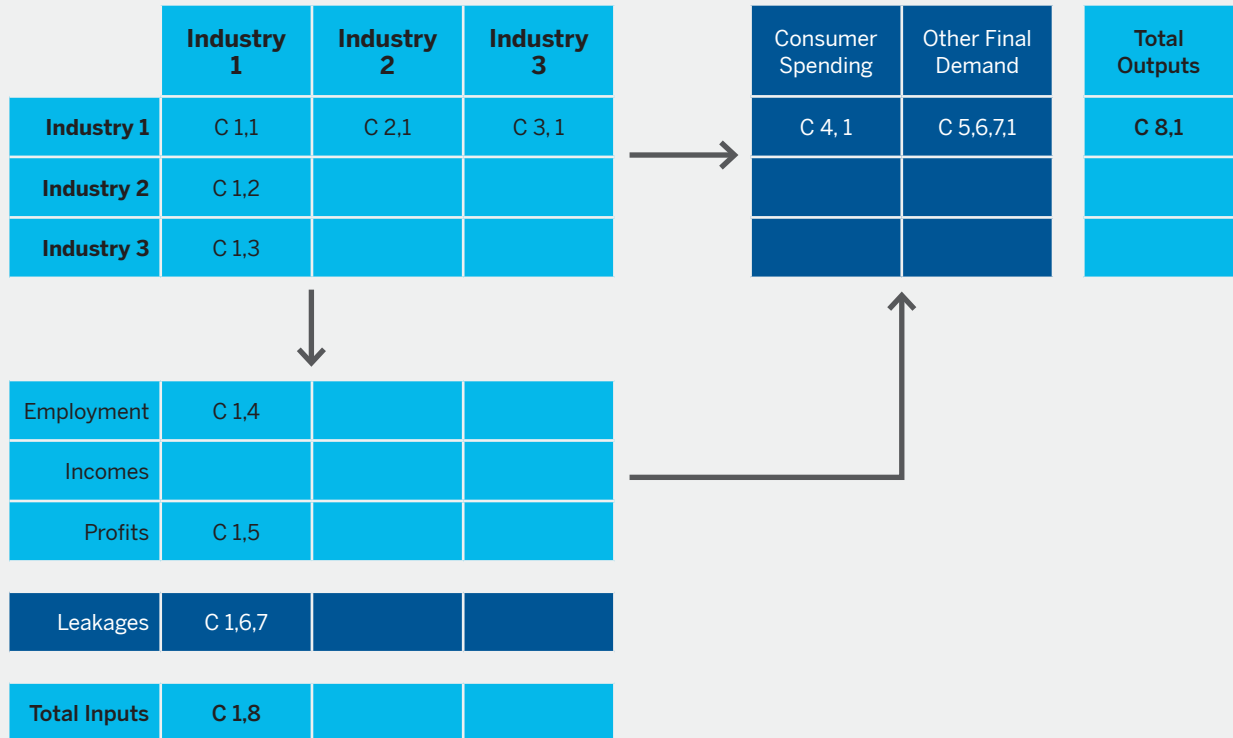 Industry
1
Industry
2
Industry
3
Consumer
Spending
Other Final
Demand
Total
Outputs
Industry 1
C 1,1
C 2,1
C 3, 1
C 4, 1
C 5,6,7,1
C 8,1
Industry 2
C 1,2
Industry 3
C 1,3
Employment
C 1,4
Incomes
Profits
C 1,5
Leakages
C 1,6,7
Total Inputs
C 1,8